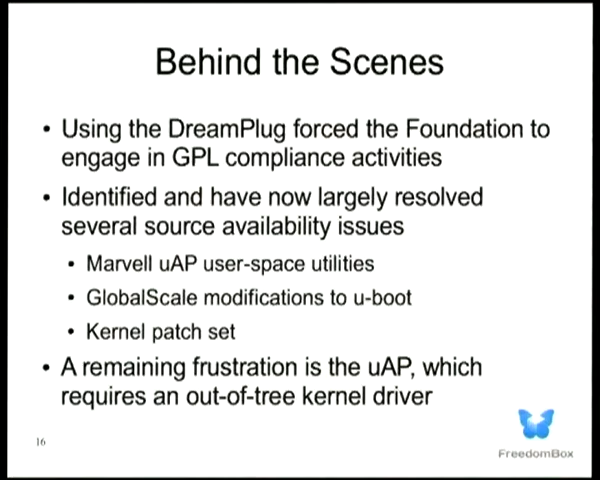 Behind the Scenes
• Using the DreamPlug forced the Foundation to
engage in GPL compliance activities
• Identified and have now largely resolved
several source availability issues
• Marvell uAP user-space utilities
• GlobalScale modifications to u-boot
• Kernel patch set
• A remaining frustration is the uAP, which
requires an out-of-tree kernel driver
16
FreedomBox